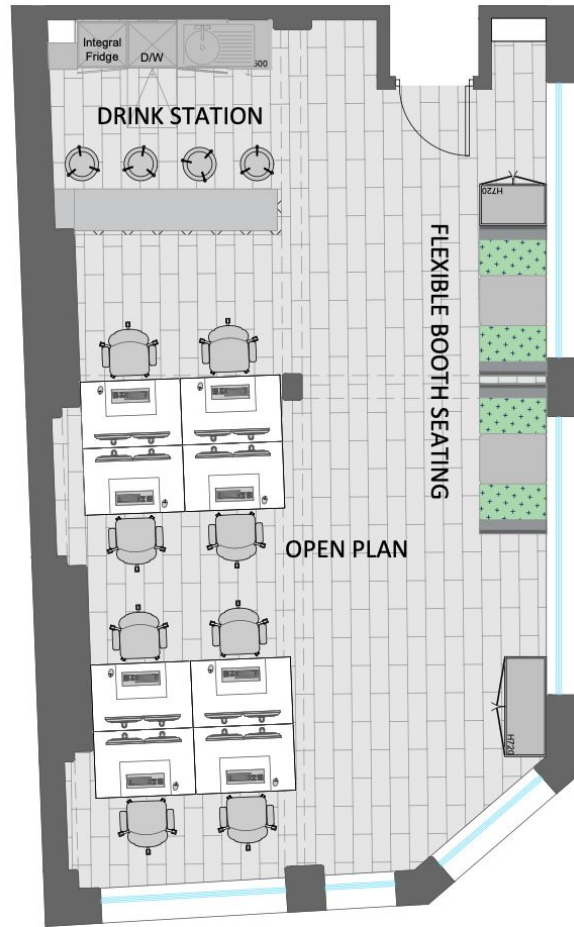 Integral
Fridge
D/W
600
DRINK STATION
H720
FLEXIBLE BOOTH SEATING
OPEN PLAN
H720